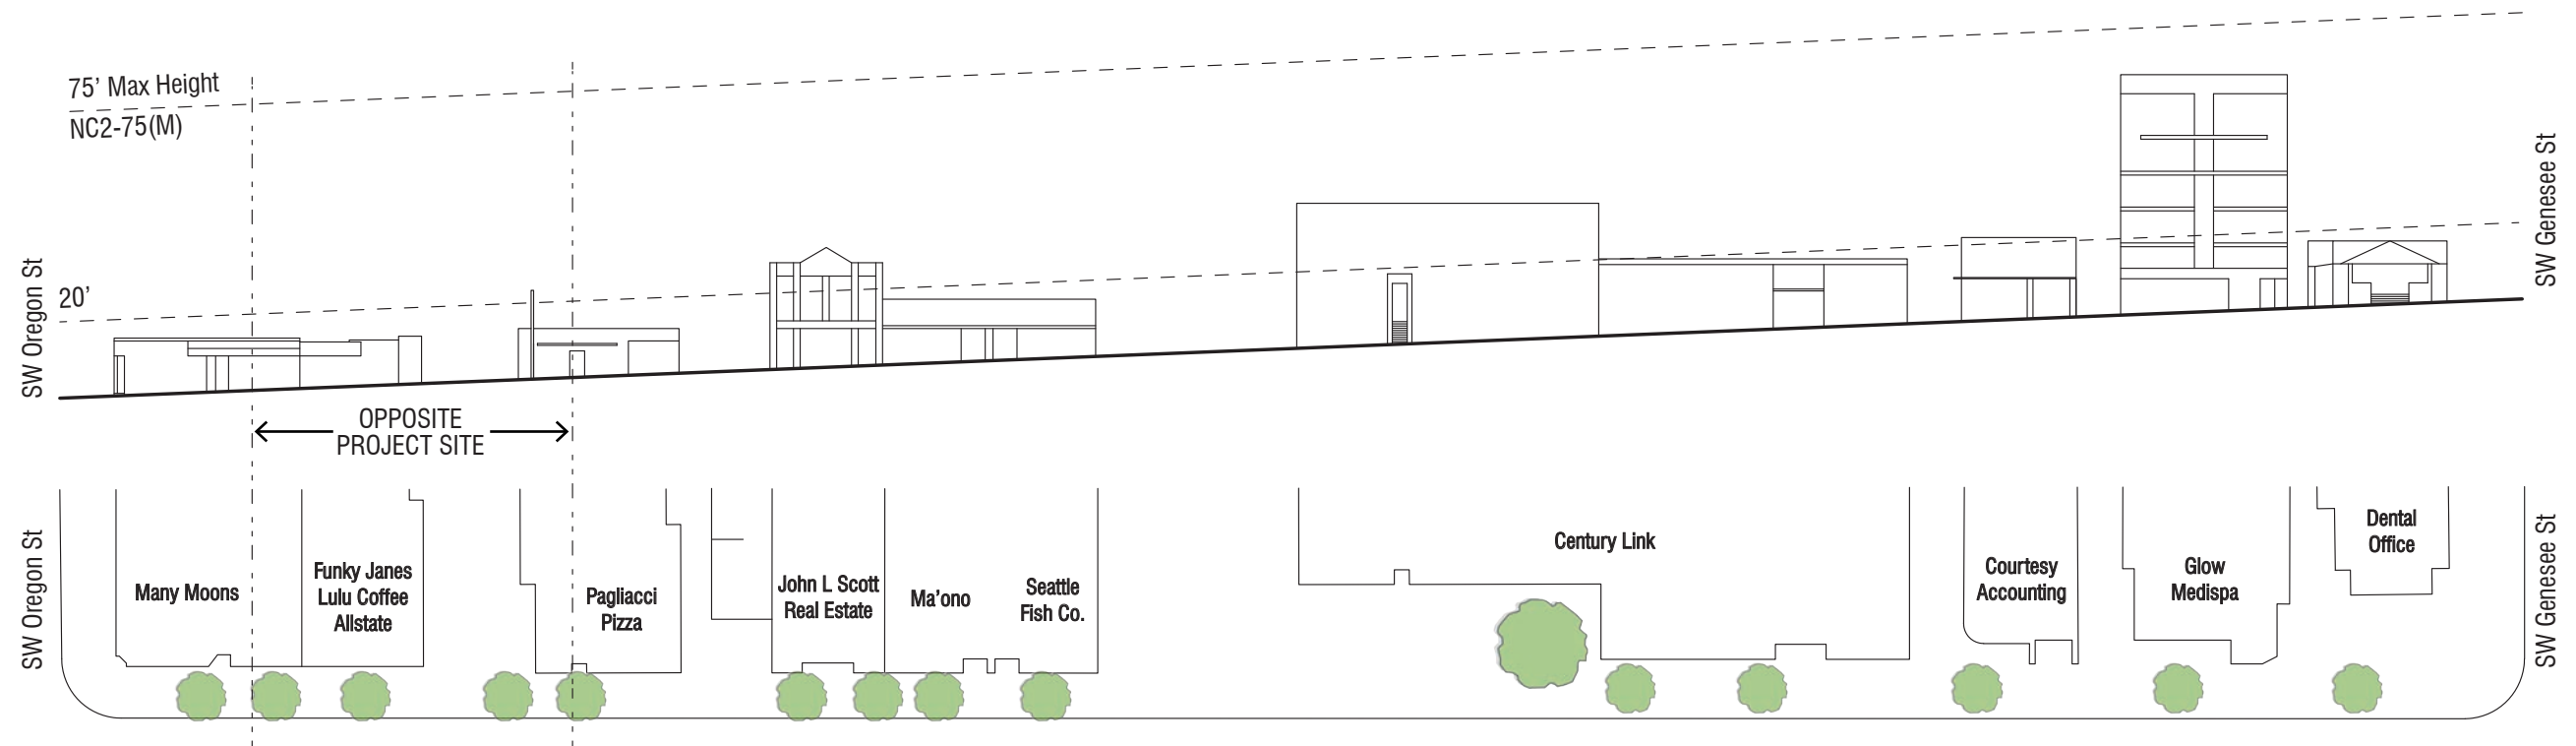 75’ Max Height
NC2-75(M)
20’
SW Oregon St
SW Genesee St
OPPOSITE
PROJECT SITE
SW Oregon St
Many Moons
Funky Janes
Lulu Coffee
Allstate
Pagliacci
Pizza
John L Scott
Real Estate
Ma’ono
Seattle
Fish Co.
Century Link
Courtesy
Accounting
Glow
Medispa
Dental
Office
SW Genesee St